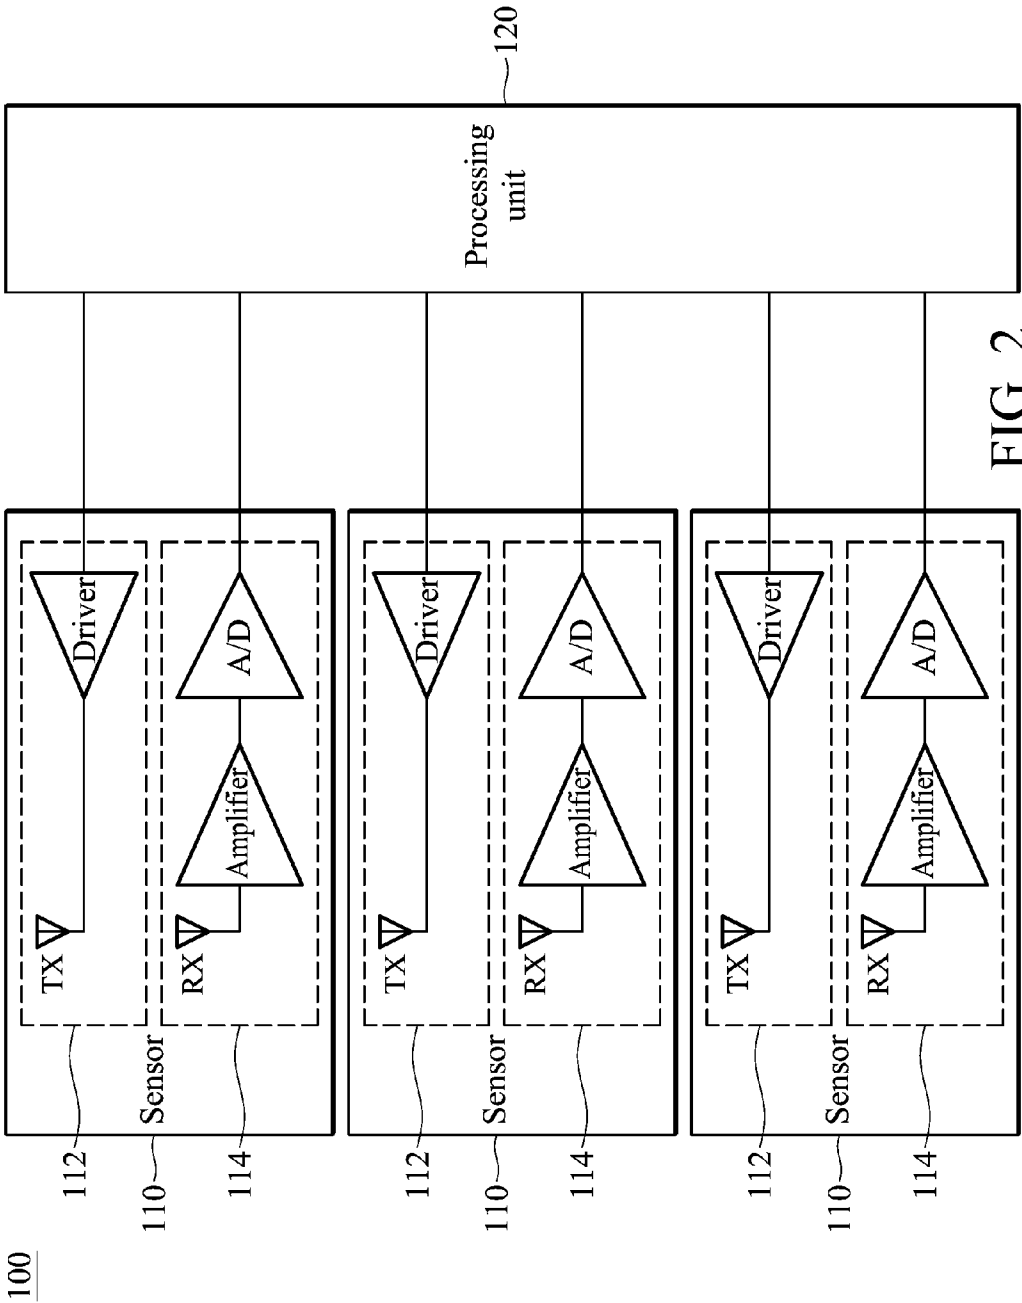 100
110
Sensor
112
TX
Driver
114
RX
Amplifier
A/D
110
Sensor
112
TX
Driver
114
RX
Amplifier
A/D
110
Sensor
112
TX
Driver
114
RX
Amplifier
A/D
Processing
unit
120
FIG. 2